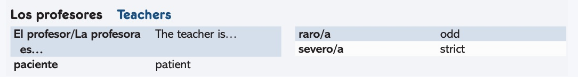 Los profesores Teachers
El profesor/La profesora The teacher is…
es…
paciente patient
raro/a odd
severo/a strict